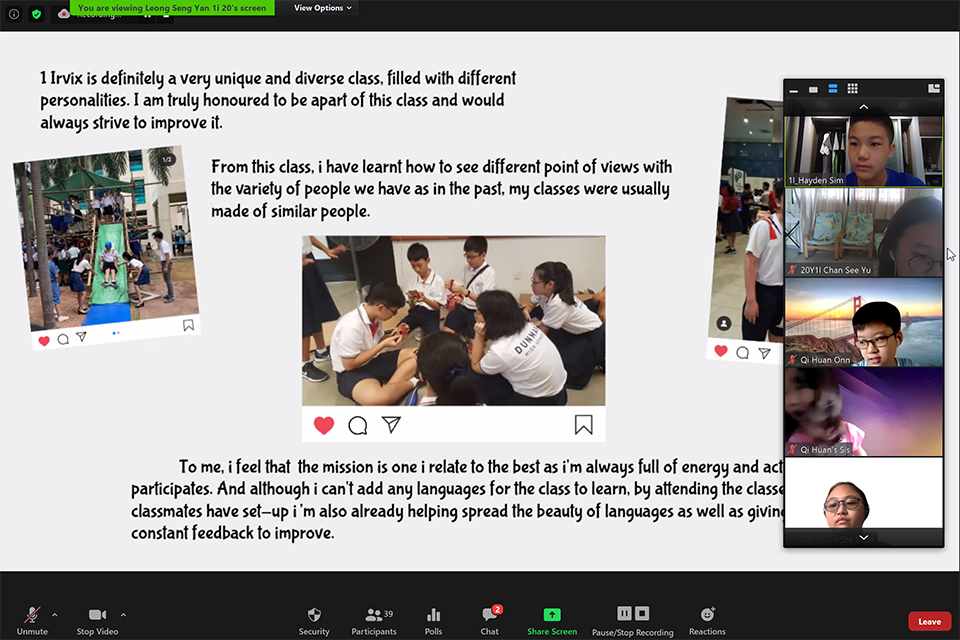 You are viewing Leong Seng Yan 1i 20's screen
View Options
Recording...
1 Irvix is definitely a very unique and diverse class, filled with different
personalities. I am truly honoured to be apart of this class and would
always strive to improve it.
1/2
From this class, i have learnt how to see different point of views with
the variety of people we have as in the past, my classes were usually
made of similar people.
DUNMAN
HIGH SCHOOL
To me, i feel that the mission is one i relate to the best as i'm always full of energy and act
participates. And although i can't add any languages for the class to learn, by attending the classe
classmates have set-up i'm also already helping spread the beauty of languages as well as giving
constant feedback to improve.
1I_Hayden Sim
20Y1I Chan See Yu
Qi Huan Onn
Qi Huan's Sis
Unmute
Stop Video
Security
Participants
39
Polls
Chat
2
Share Screen
Pause/Stop Recording
Reactions
Leave